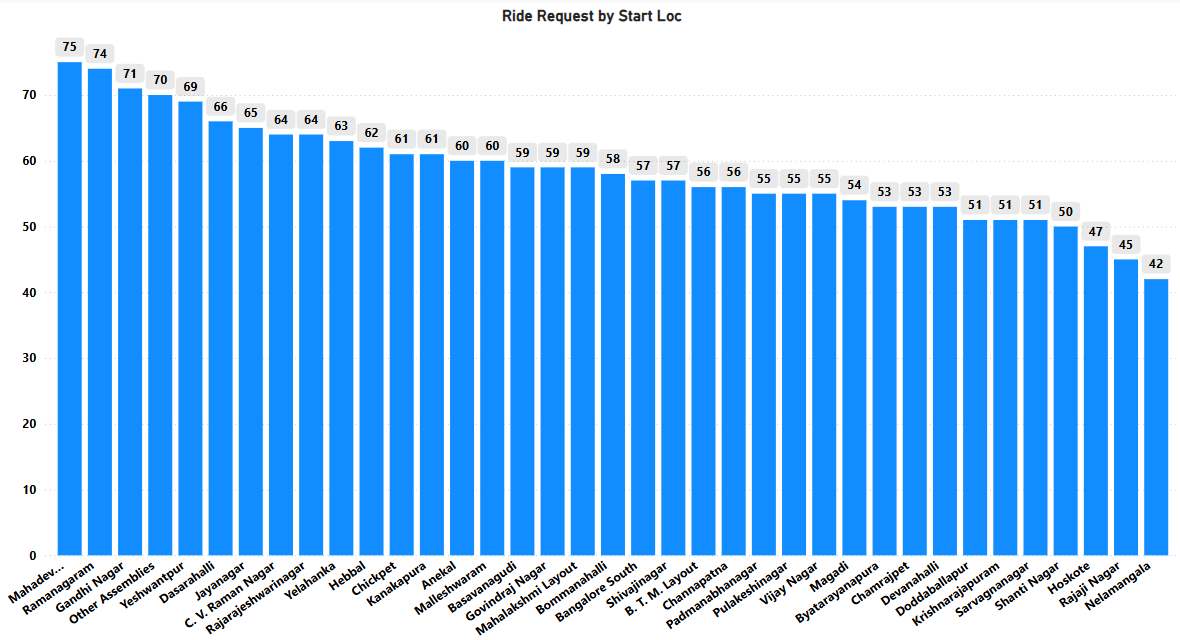 Ride Request by Start Loc
75
74
71
70
69
66
65
64
64
63
62
61
61
60
60
59
59
59
58
57
57
56
56
55
55
55
54
53
53
53
51
51
51
50
47
45
42
70
60
50
40
30
20
10
0
Mahadev...
Ramanagaram
Gandhi Nagar
Other Assemblies
Yeshwantpur
Dasarahalli
Jayanagar
C. V. Raman Nagar
Rajarajeshwarinagar
Yelahanka
Hebbal
Chickpet
Kanakapura
Anekal
Malleshwaram
Basavanagudi
Govindraj Nagar
Mahalakshmi Layout
Bommanahalli
Bangalore South
Shivajinagar
B. T. M. Layout
Channapatna
Padmanabhanagar
Pulakeshinagar
Vijay Nagar
Magadi
Byatarayanapura
Chamrajpet
Devanahalli
Doddaballapur
Krishnarajapuram
Sarvagnanagar
Shanti Nagar
Hoskote
Rajaji Nagar
Nelamangala